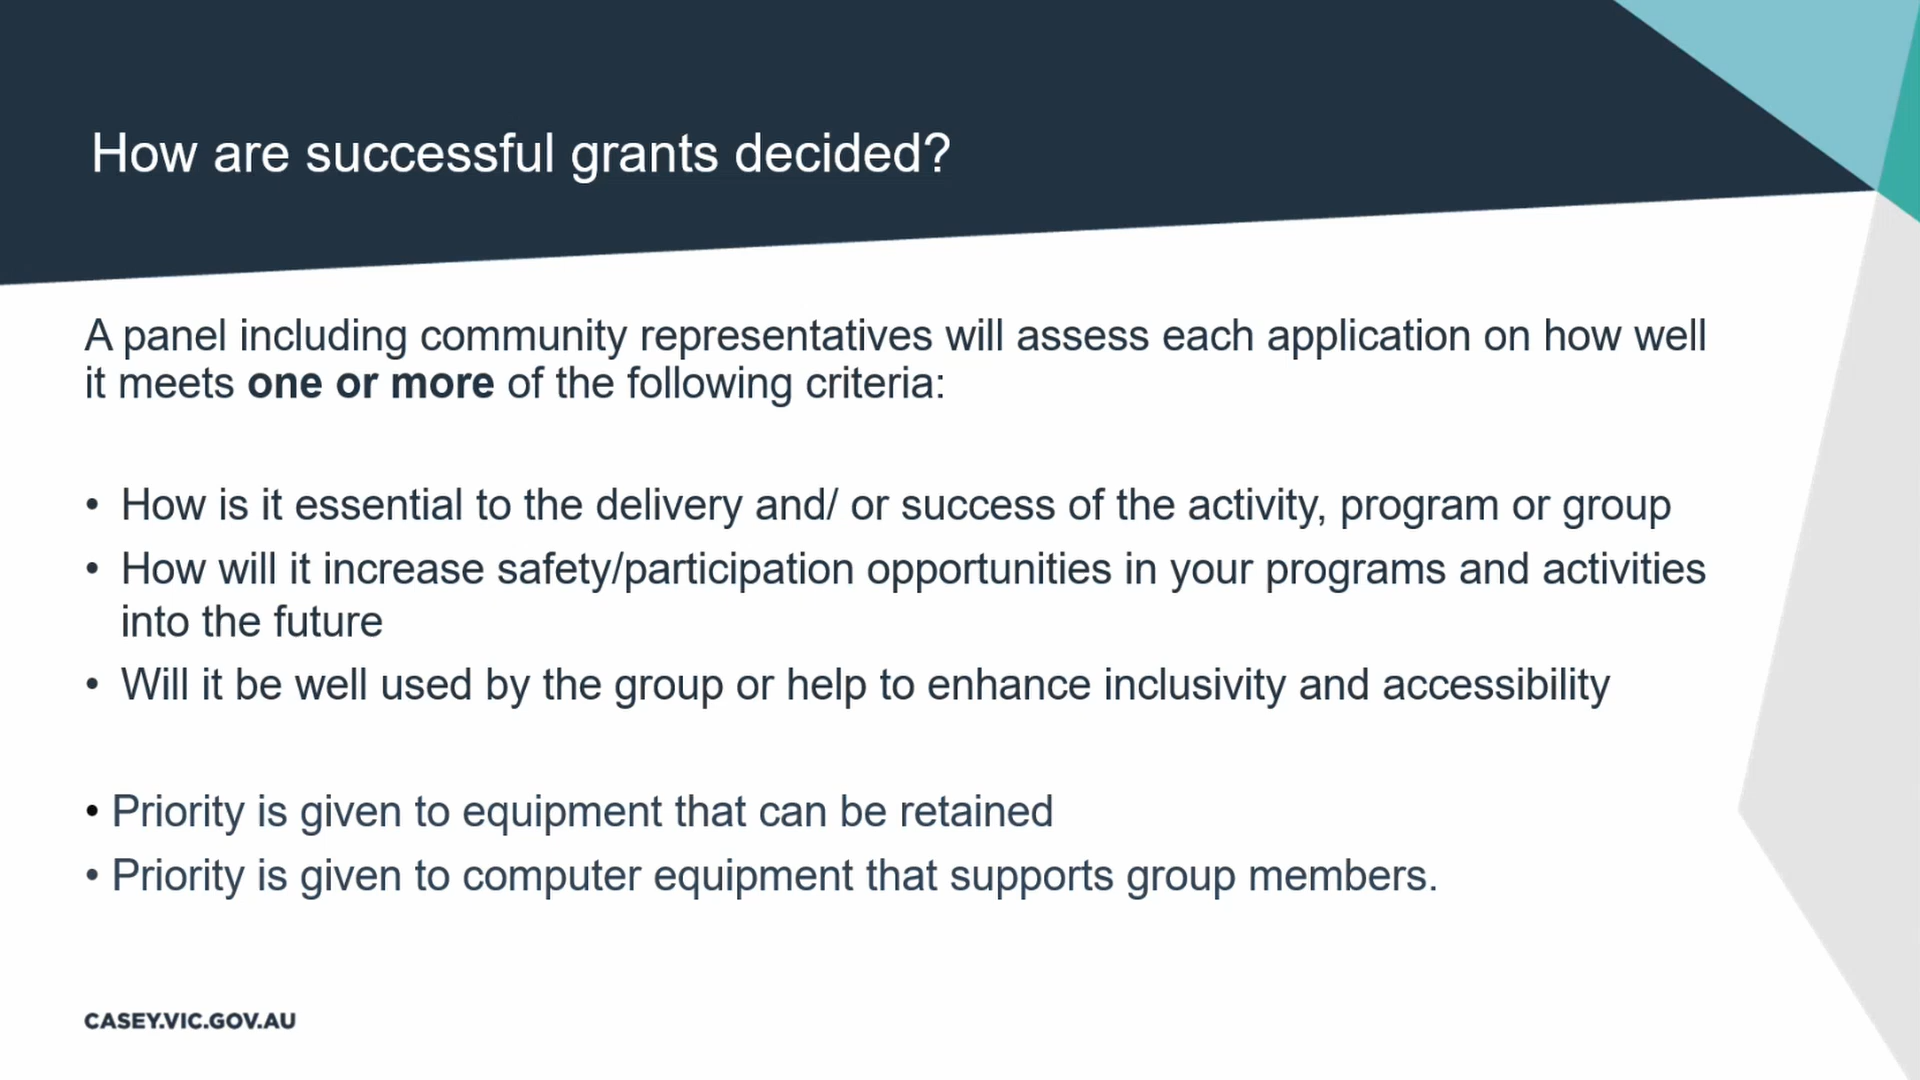 How are successful grants decided?
A panel including community representatives will assess each application on how well
it meets one or more of the following criteria:
• How is it essential to the delivery and/ or success of the activity, program or group
• How will it increase safety/participation opportunities in your programs and activities
into the future
• Will it be well used by the group or help to enhance inclusivity and accessibility
• Priority is given to equipment that can be retained
• Priority is given to computer equipment that supports group members.
CASEY.VIC.GOV.AU